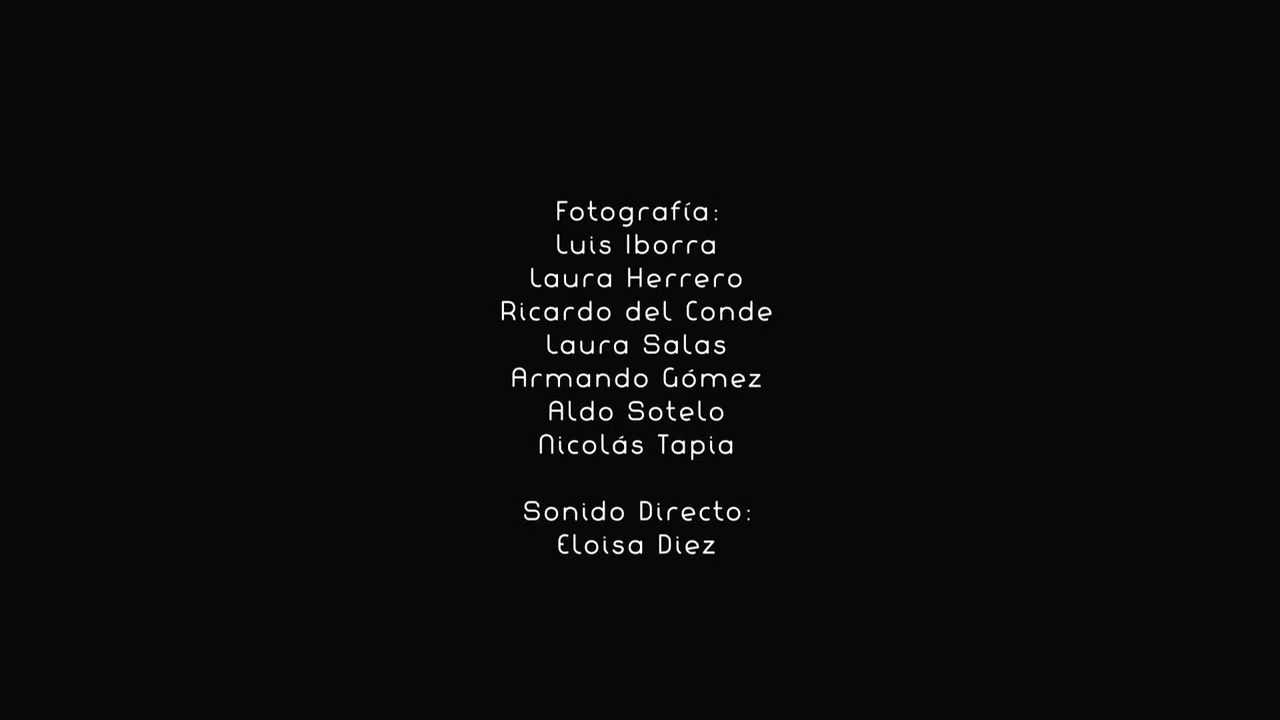 Fotografía:
Luis Iborra
Laura Herrero
Ricardo del Conde
Laura Salas
Armando Gómez
Aldo Sotelo
Nicolás Tapia
Sonido Directo:
Eloisa Diez